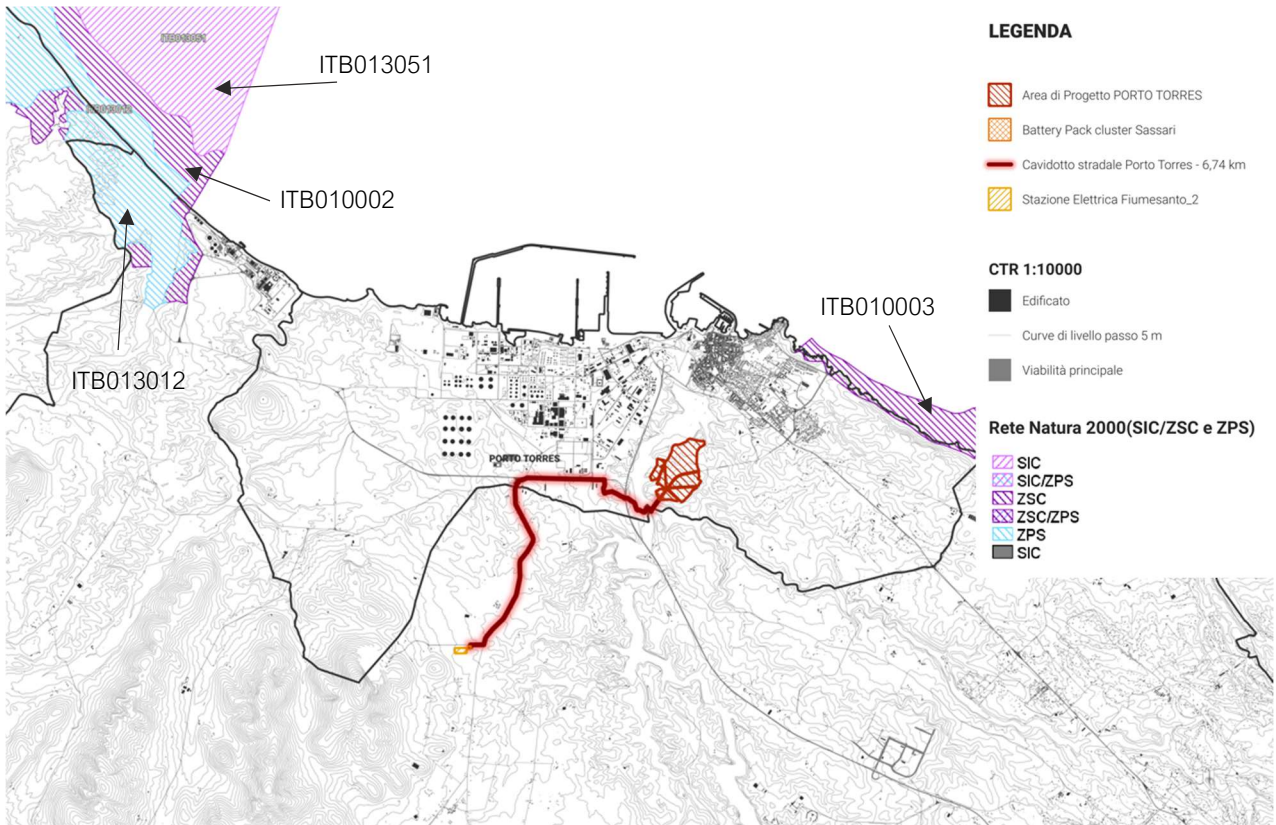 ITB013051
ITB013051
ITB013012
ITB010002
ITB013012
ITB010003
PORTO TORRES
LEGENDA
Area di Progetto PORTO TORRES
Battery Pack cluster Sassari
Cavidotto stradale Porto Torres - 6,74 km
Stazione Elettrica Fiumesanto_2
CTR 1:10000
Edificato
Curve di livello passo 5 m
Viabilità principale
Rete Natura 2000(SIC/ZSC e ZPS)
SIC
SIC/ZPS
ZSC
ZSC/ZPS
ZPS
SIC